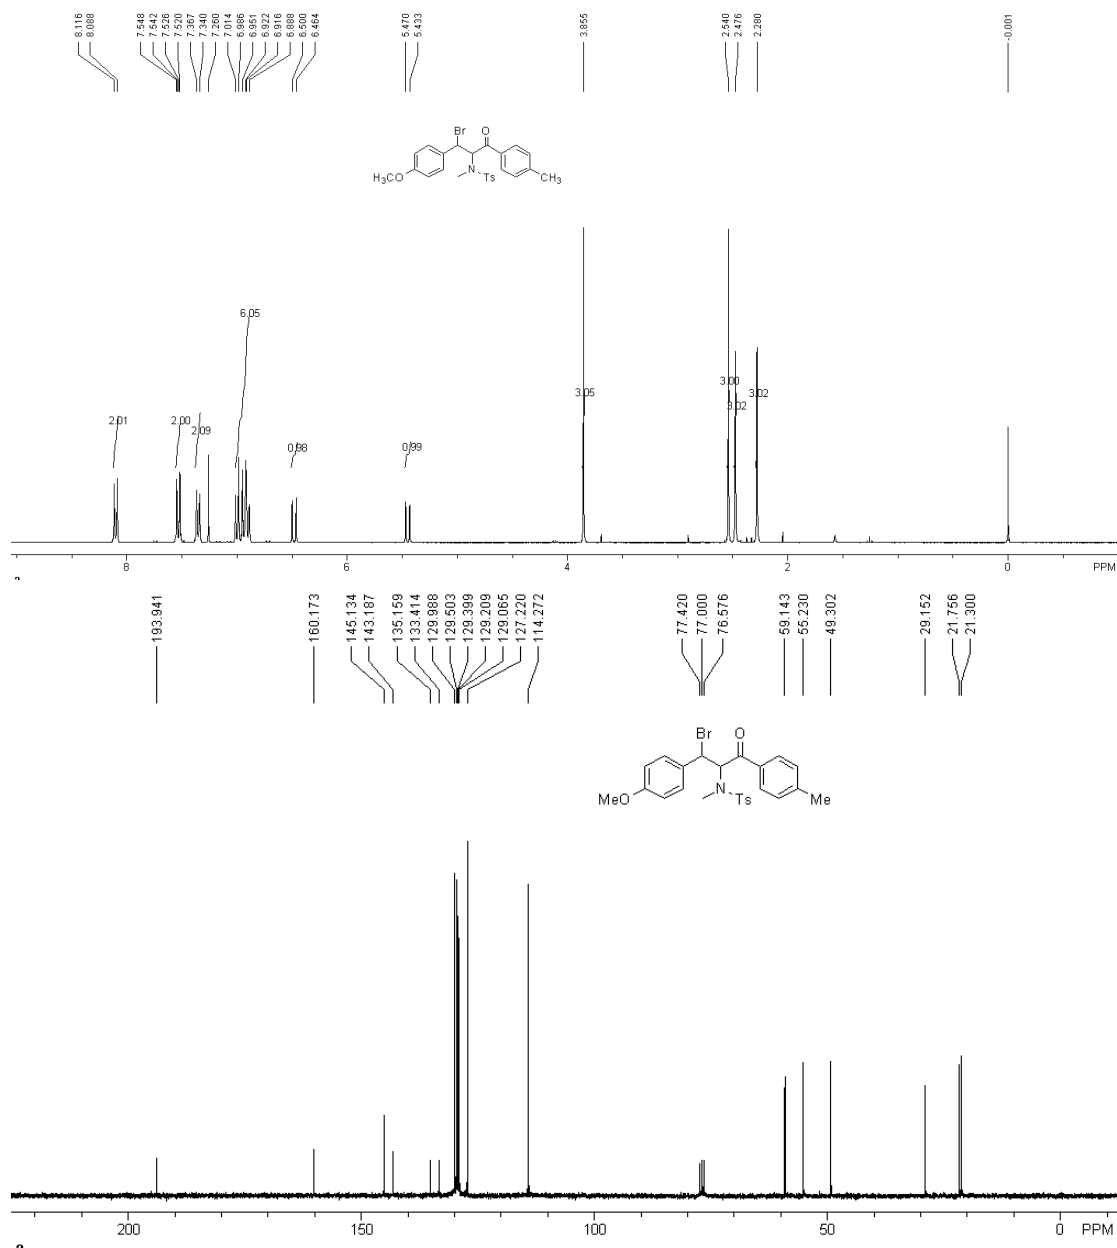 8.116 8.088 7.548 7.542 7.526 7.520 7.367 7.340 7.260 7.014 6.986 6.951 6.922 6.916 6.888 6.500 6.464 5.470 5.433 3.855 2.540 2.476 2.280 -0.001
Br O
H₃CO N Ts CH₃
6.05
3.05 3.00 3.02 3.02
2.01 2.00 2.09 0.98 0.99
8 6 4 2 0 PPM
193.941 160.173 145.134 143.187 135.159 133.414 129.988 129.503 129.399 129.209 129.065 127.220 114.272 77.420 77.000 76.576 59.143 55.230 49.302 29.152 21.756 21.300
Br O
MeO N Ts Me
200 150 100 50 0 PPM